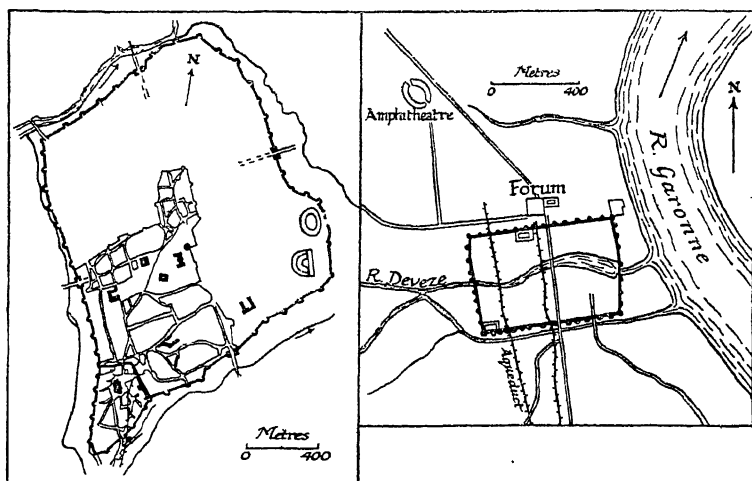 N
Metres
0 400
Metres
0 400
Amphitheatre
N
Forum
R. Garonne
R. Deveze
Aqueduct